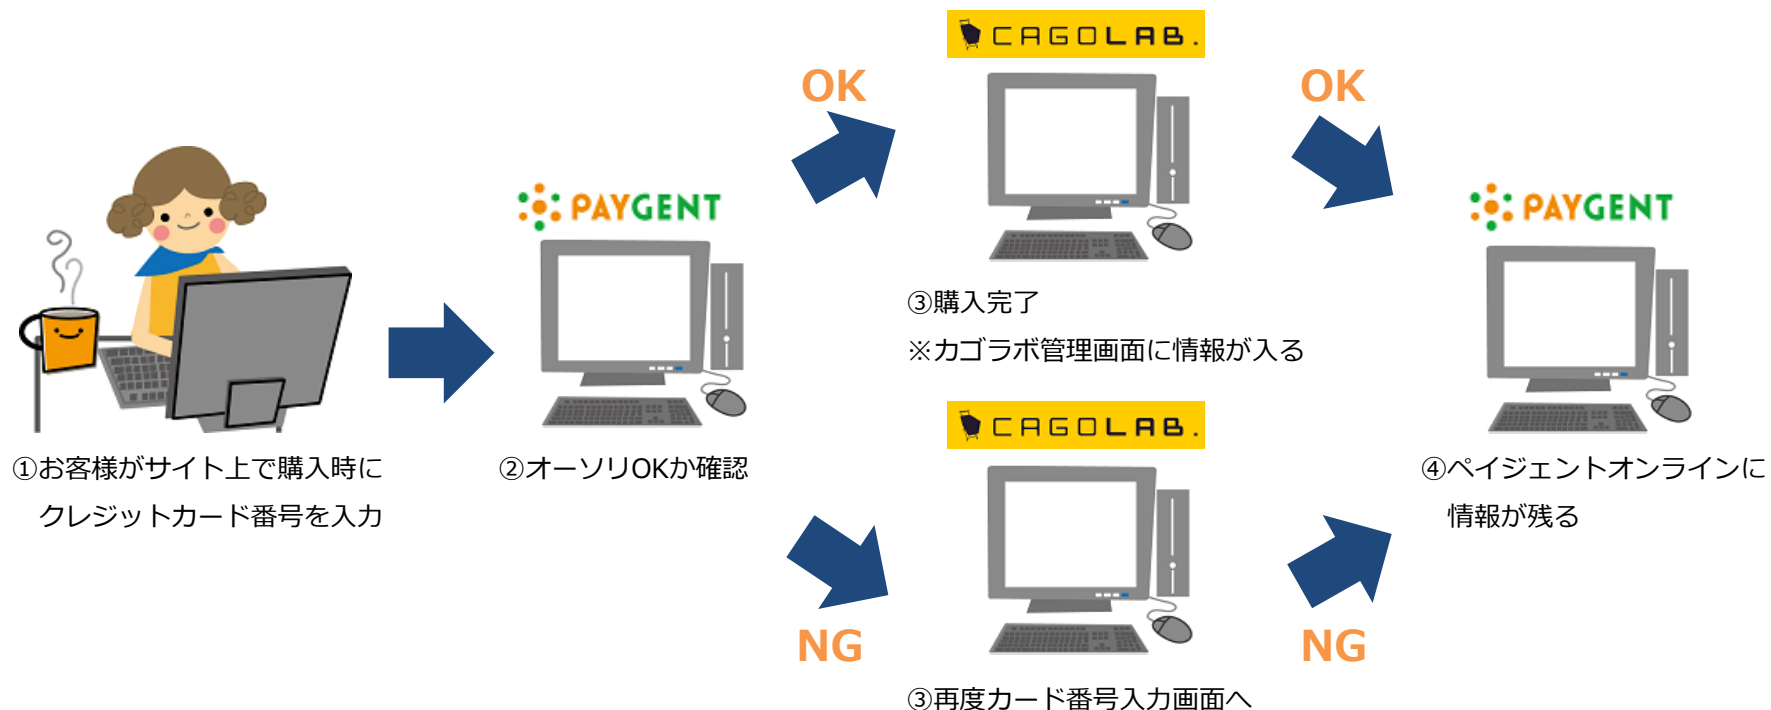 ①お客様がサイト上で購入時に
クレジットカード番号を入力
PAYGENT
②オーソリOKか確認
OK
CAGOLAB.
③購入完了
※カゴラボ管理画面に情報が入る
NG
CAGOLAB.
③再度カード番号入力画面へ
OK
NG
PAYGENT
④ペイジェントオンラインに
情報が残る